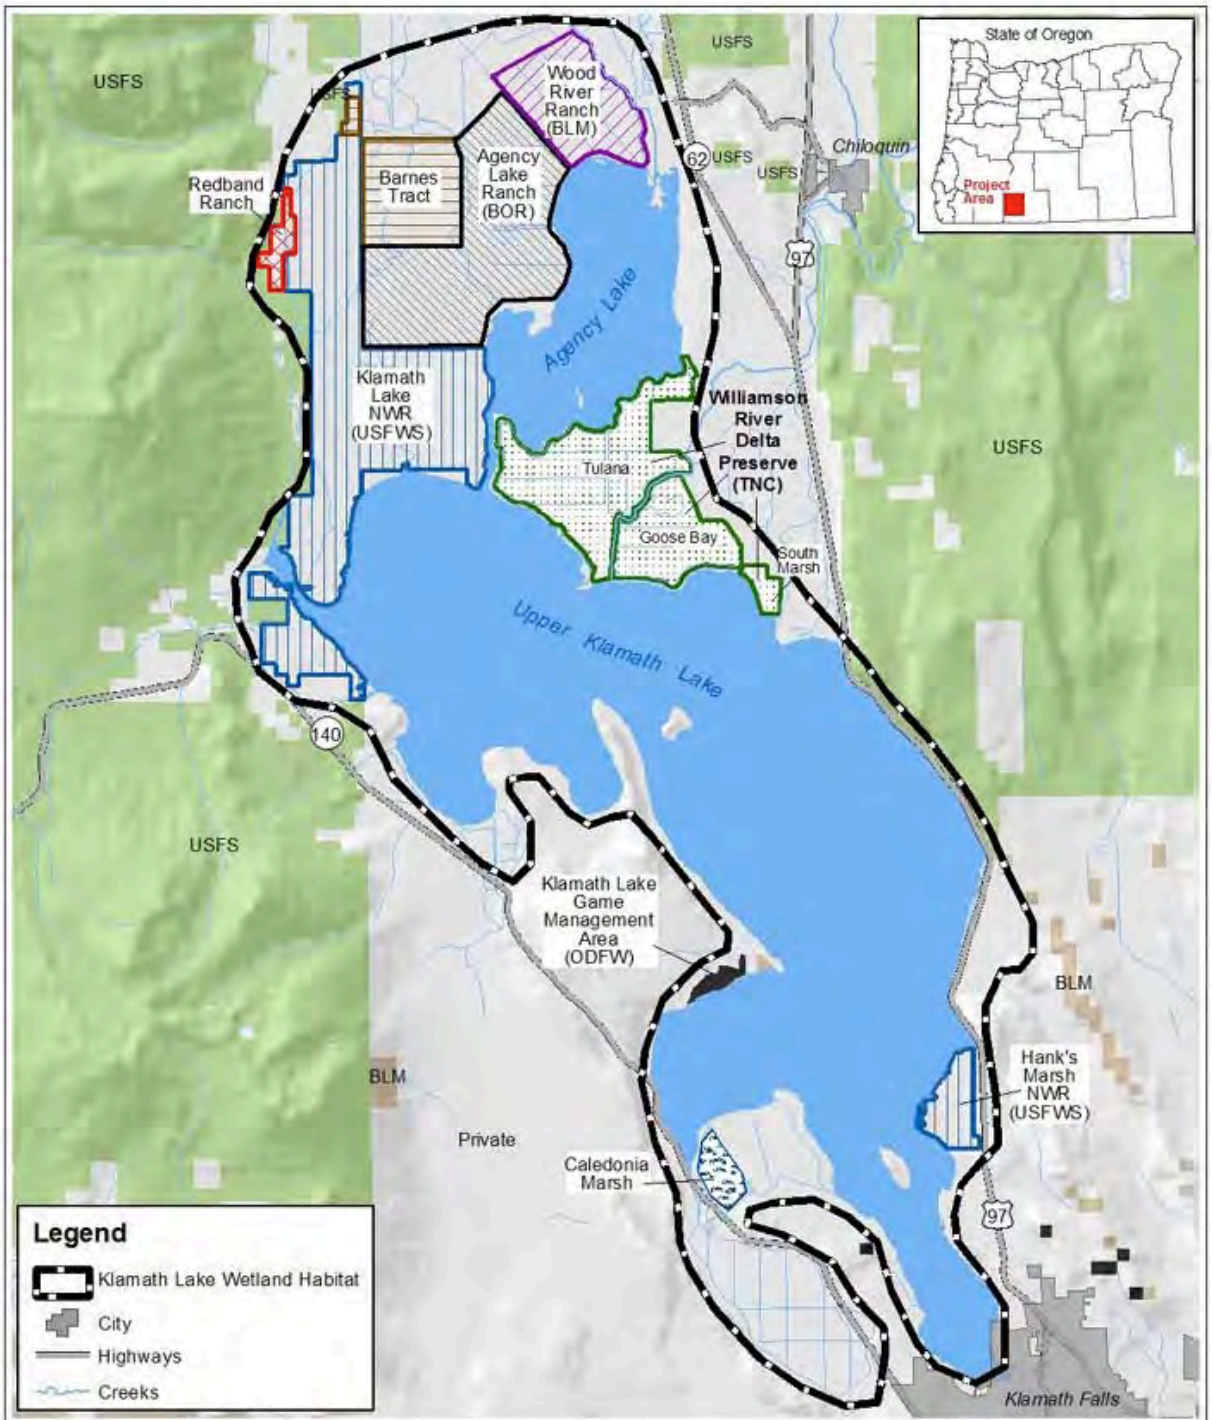 USFS
USFS
State of Oregon
Project
Area
USFS
Wood
River
Ranch
(BLM)
Chiloquin
62
USFS
USFS
Agency
Lake
Ranch
(BOR)
Barnes
Tract
Redband
Ranch
97
Agency Lake
Klamath
Lake
NWR
(USFWS)
Williamson
River
Delta
Preserve
(TNC)
USFS
Tulana
Goose Bay
South
Marsh
Upper Klamath Lake
140
USFS
Klamath Lake
Game
Management
Area
(ODFW)
BLM
Hank's
Marsh
NWR
(USFWS)
BLM
Private
Caledonia
Marsh
97
Legend
Klamath Lake Wetland Habitat
City
Highways
Creeks
Klamath Falls